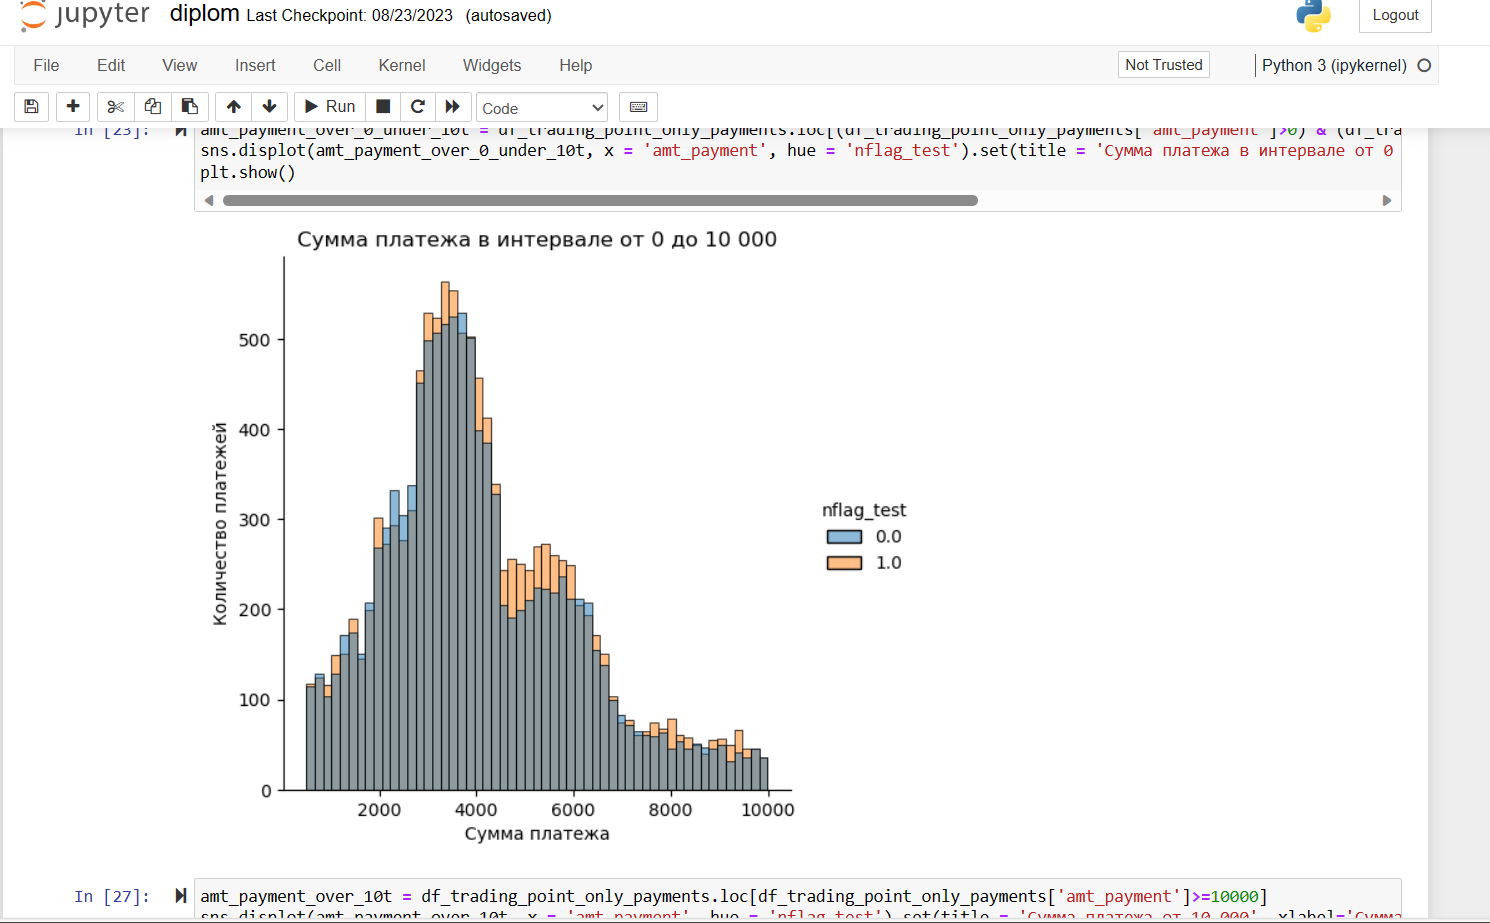 jupyter diplom Last Checkpoint: 08/23/2023 (autosaved) Logout
File Edit View Insert Cell Kernel Widgets Help Not Trusted Python 3 (ipykernel)
Run Code
In [23]: amt_payment_over_0_under_10t = df_trading_point_only_payments.loc[(df_trading_point_only_payments['amt_payment']>0) & (df_tra
sns.displot(amt_payment_over_0_under_10t, x = 'amt_payment', hue = 'nflag_test').set(title = 'Сумма платежа в интервале от 0
plt.show()
Сумма платежа в интервале от 0 до 10 000
Количество платежей
500
400
300
200
100
0
2000 4000 6000 8000 10000
Сумма платежа
nflag_test
0.0
1.0
In [27]: amt_payment_over_10t = df_trading_point_only_payments.loc[df_trading_point_only_payments['amt_payment']>=10000]
sns.displot(amt_payment_over_10t, x = 'amt_payment', hue = 'nflag_test').set(title = 'Сумма платежа от 10 000', xlabel='Сумма